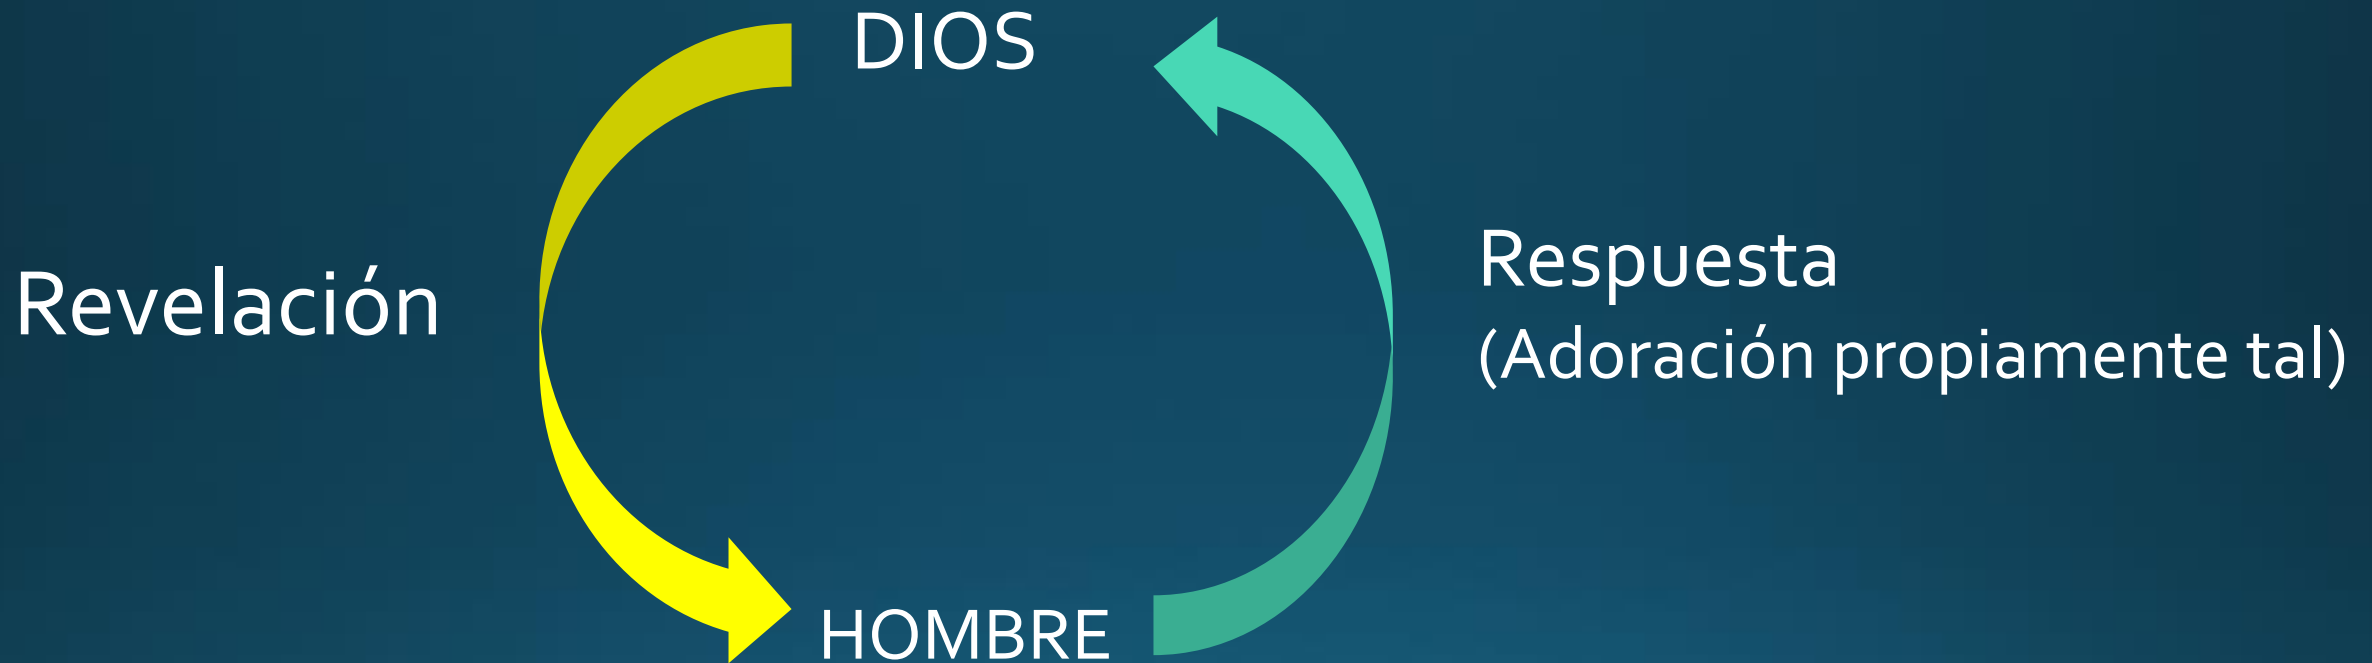 DIOS
Revelación
Respuesta
(Adoración propiamente tal)
HOMBRE